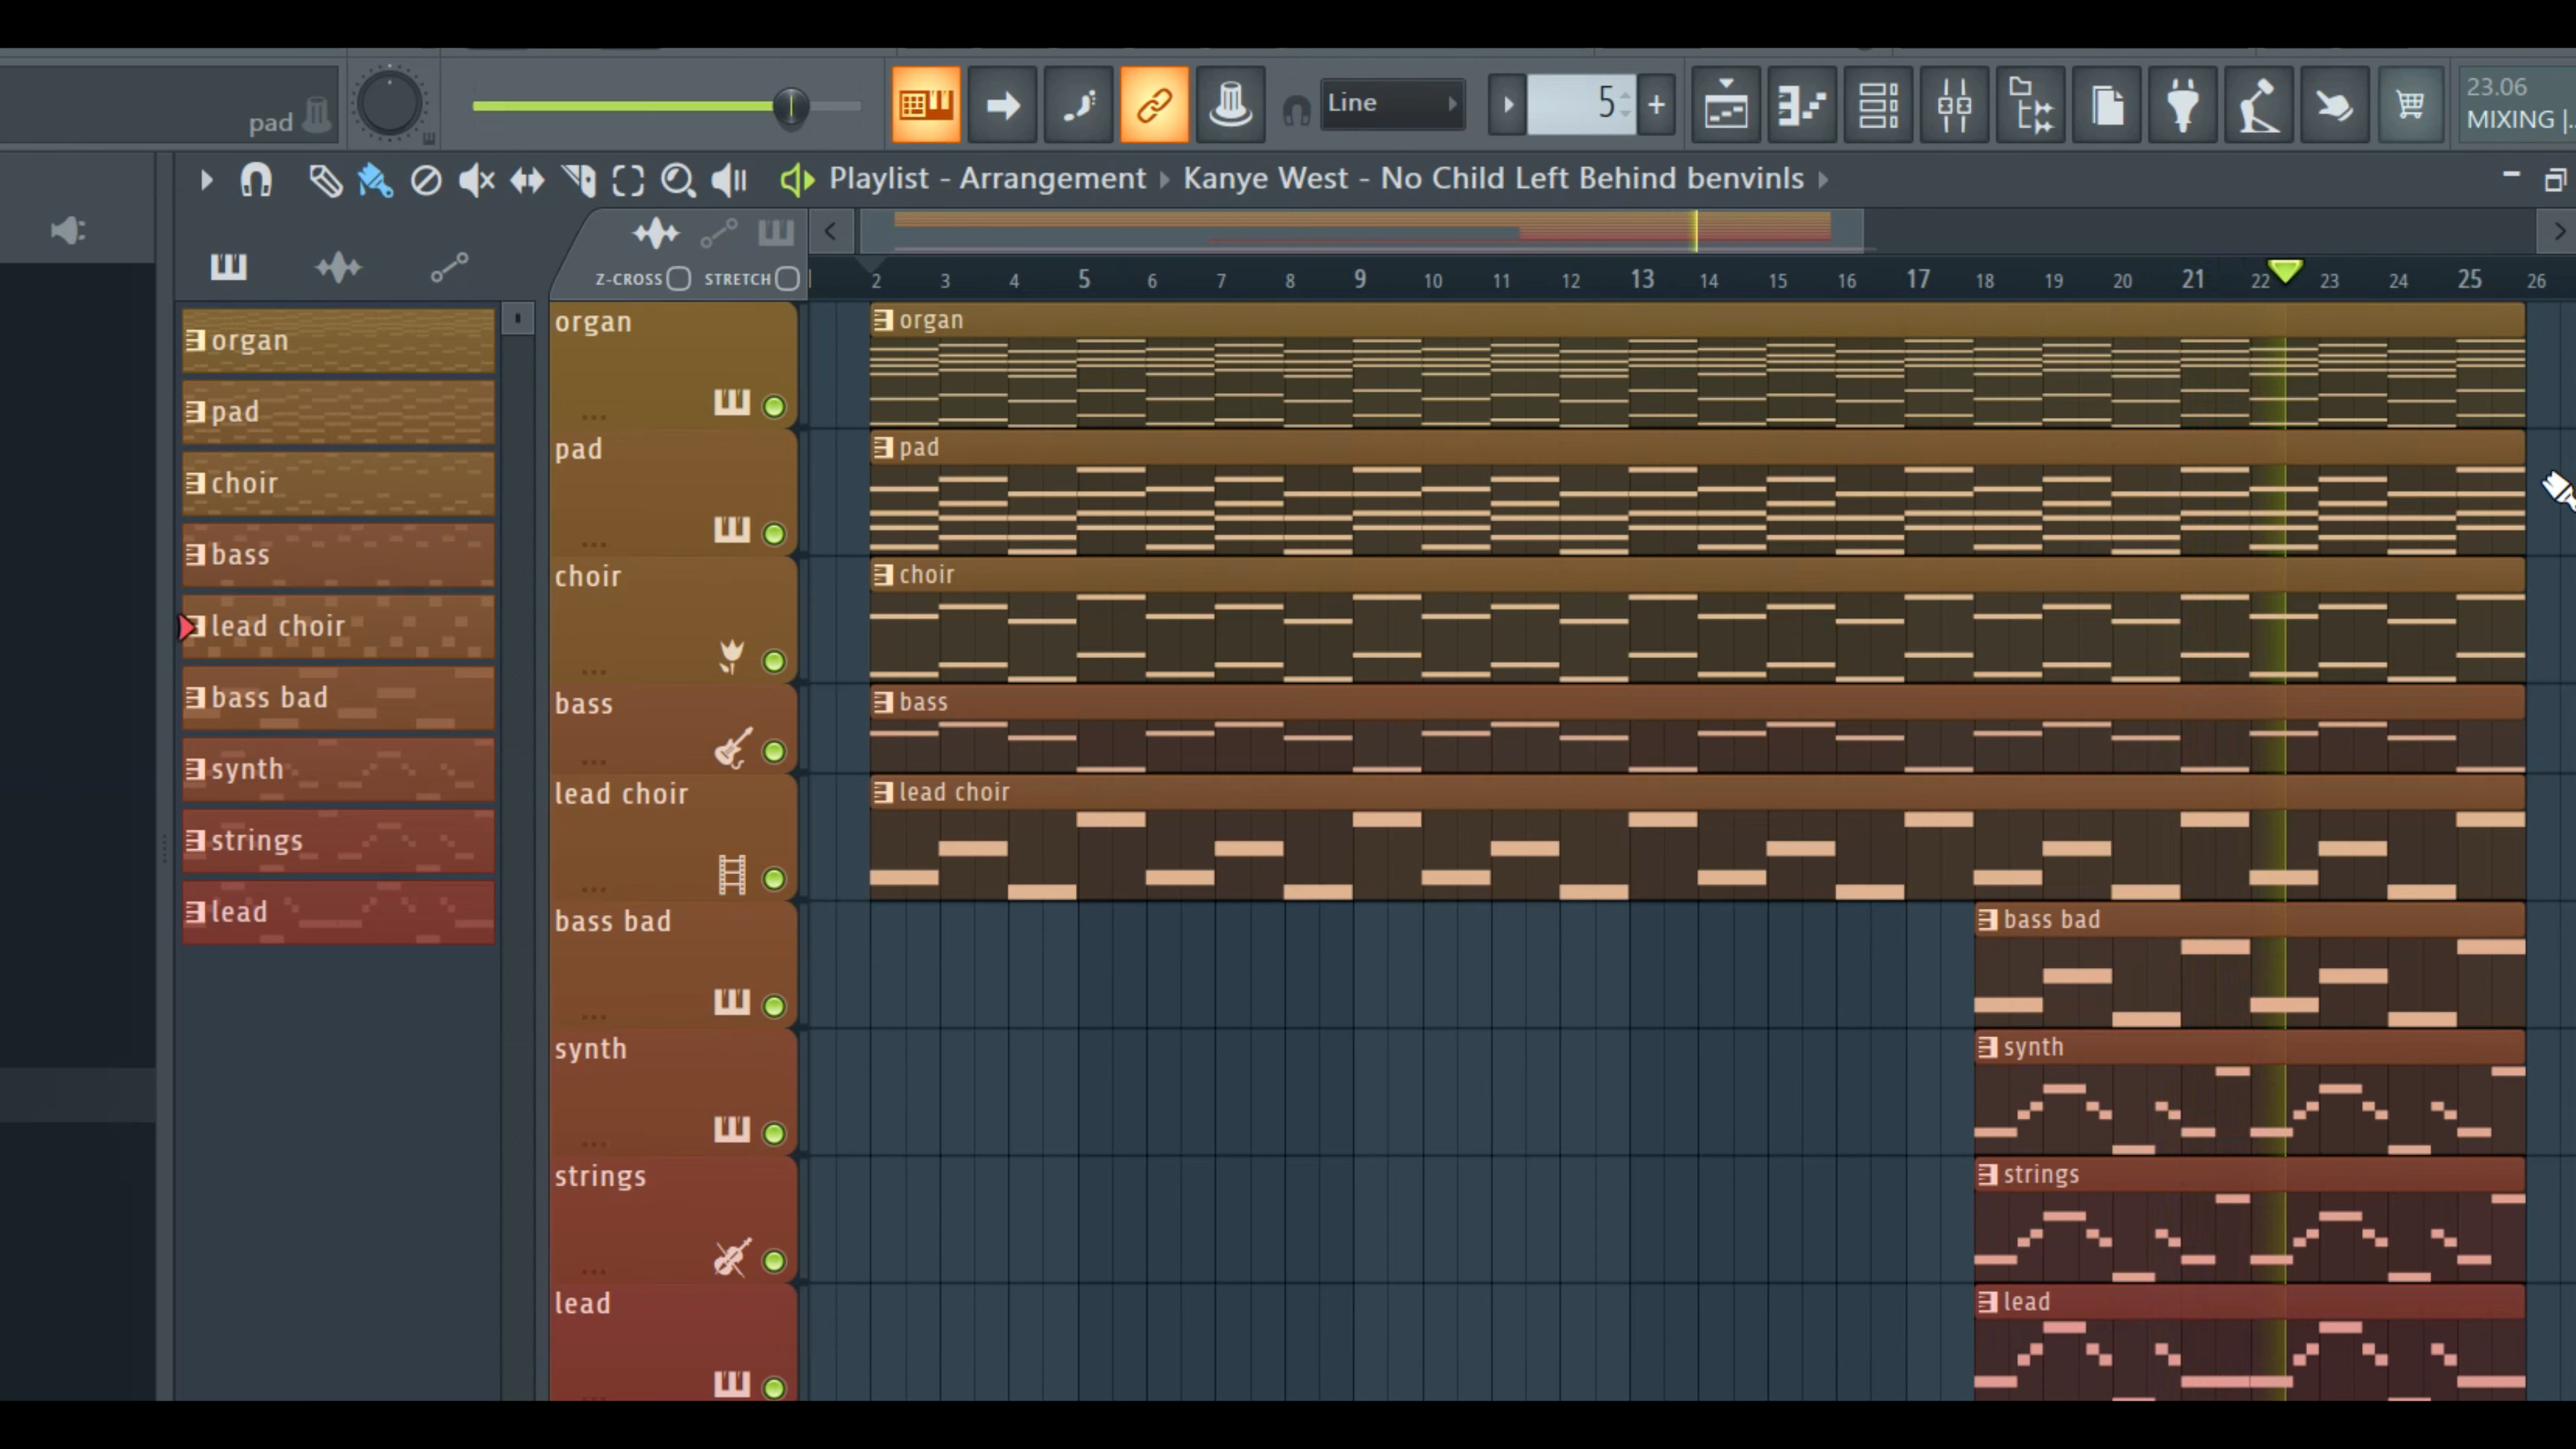 pad
Line
5
+
23.06
MIXING |..
Playlist - Arrangement
Kanye West - No Child Left Behind benvinls
Z-CROSS
STRETCH
2 3 4 5 6 7 8 9 10 11 12 13 14 15 16 17 18 19 20 21 22 23 24 25 26
organ
pad
choir
bass
lead choir
bass bad
synth
strings
lead
organ
organ
pad
pad
choir
choir
bass
bass
lead choir
lead choir
bass bad
bass bad
synth
synth
strings
strings
lead
lead